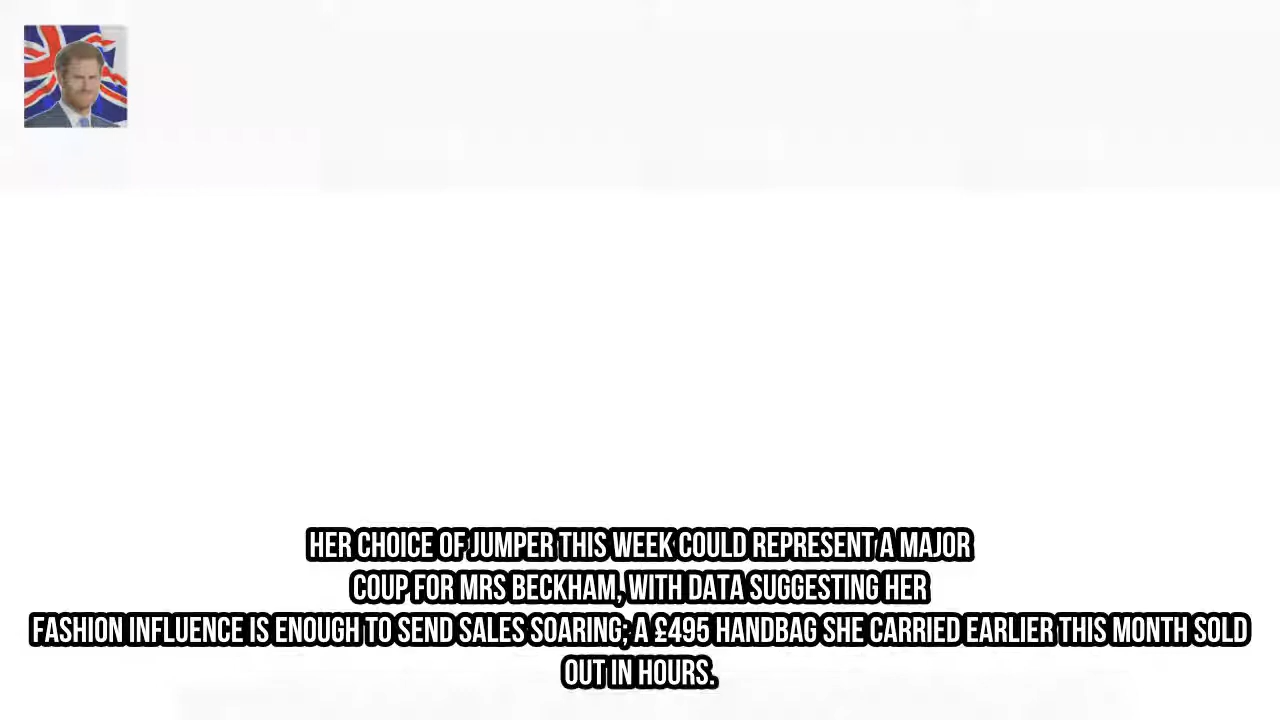 HER CHOICE OF JUMPER THIS WEEK COULD REPRESENT A MAJOR
COUP FOR MRS BECKHAM, WITH DATA SUGGESTING HER
FASHION INFLUENCE IS ENOUGH TO SEND SALES SOARING; A £495 HANDBAG SHE CARRIED EARLIER THIS MONTH SOLD
OUT IN HOURS.